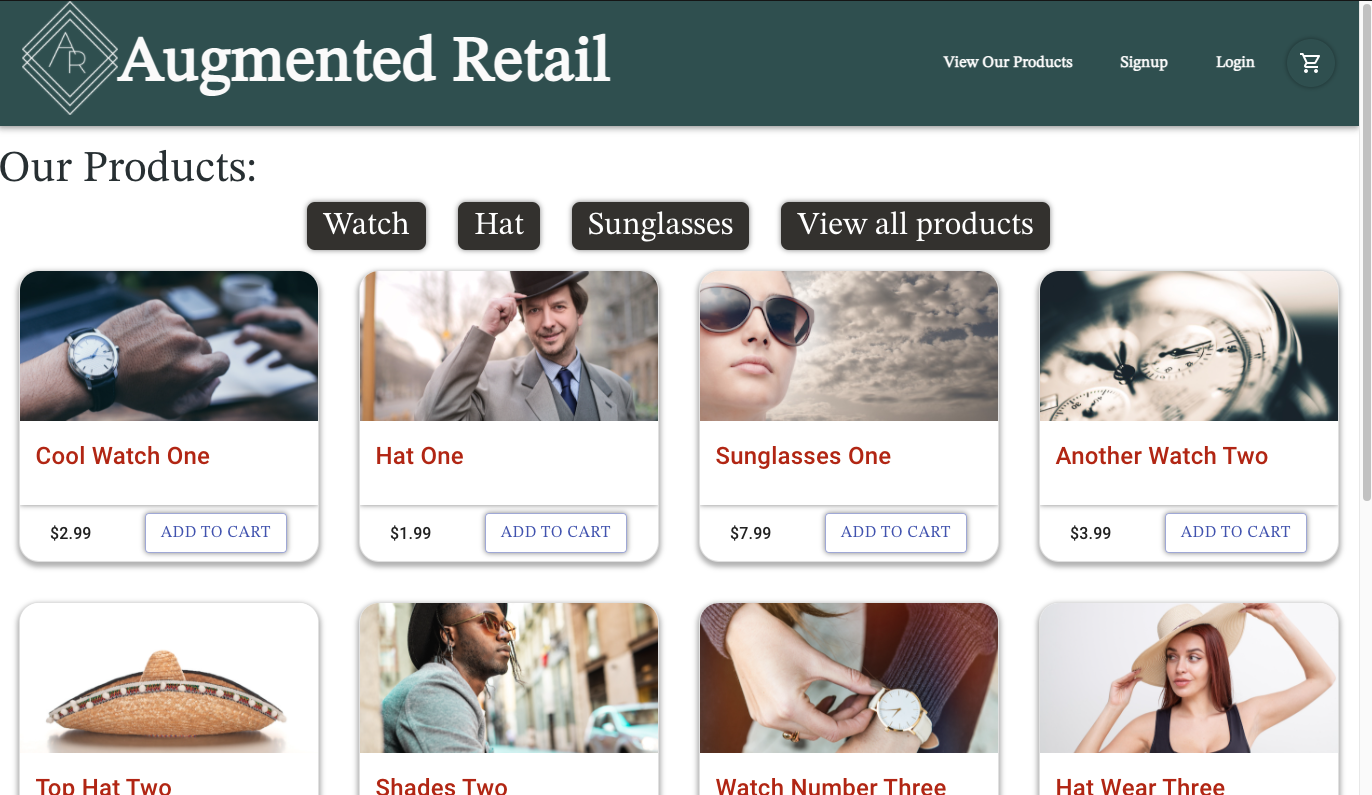 AR
Augmented Retail
View Our Products
Signup
Login
Our Products:
Watch
Hat
Sunglasses
View all products
Cool Watch One
$2.99
ADD TO CART
Hat One
$1.99
ADD TO CART
Sunglasses One
$7.99
ADD TO CART
Another Watch Two
$3.99
ADD TO CART
Top Hat Two
Shades Two
Watch Number Three
Hat Wear Three